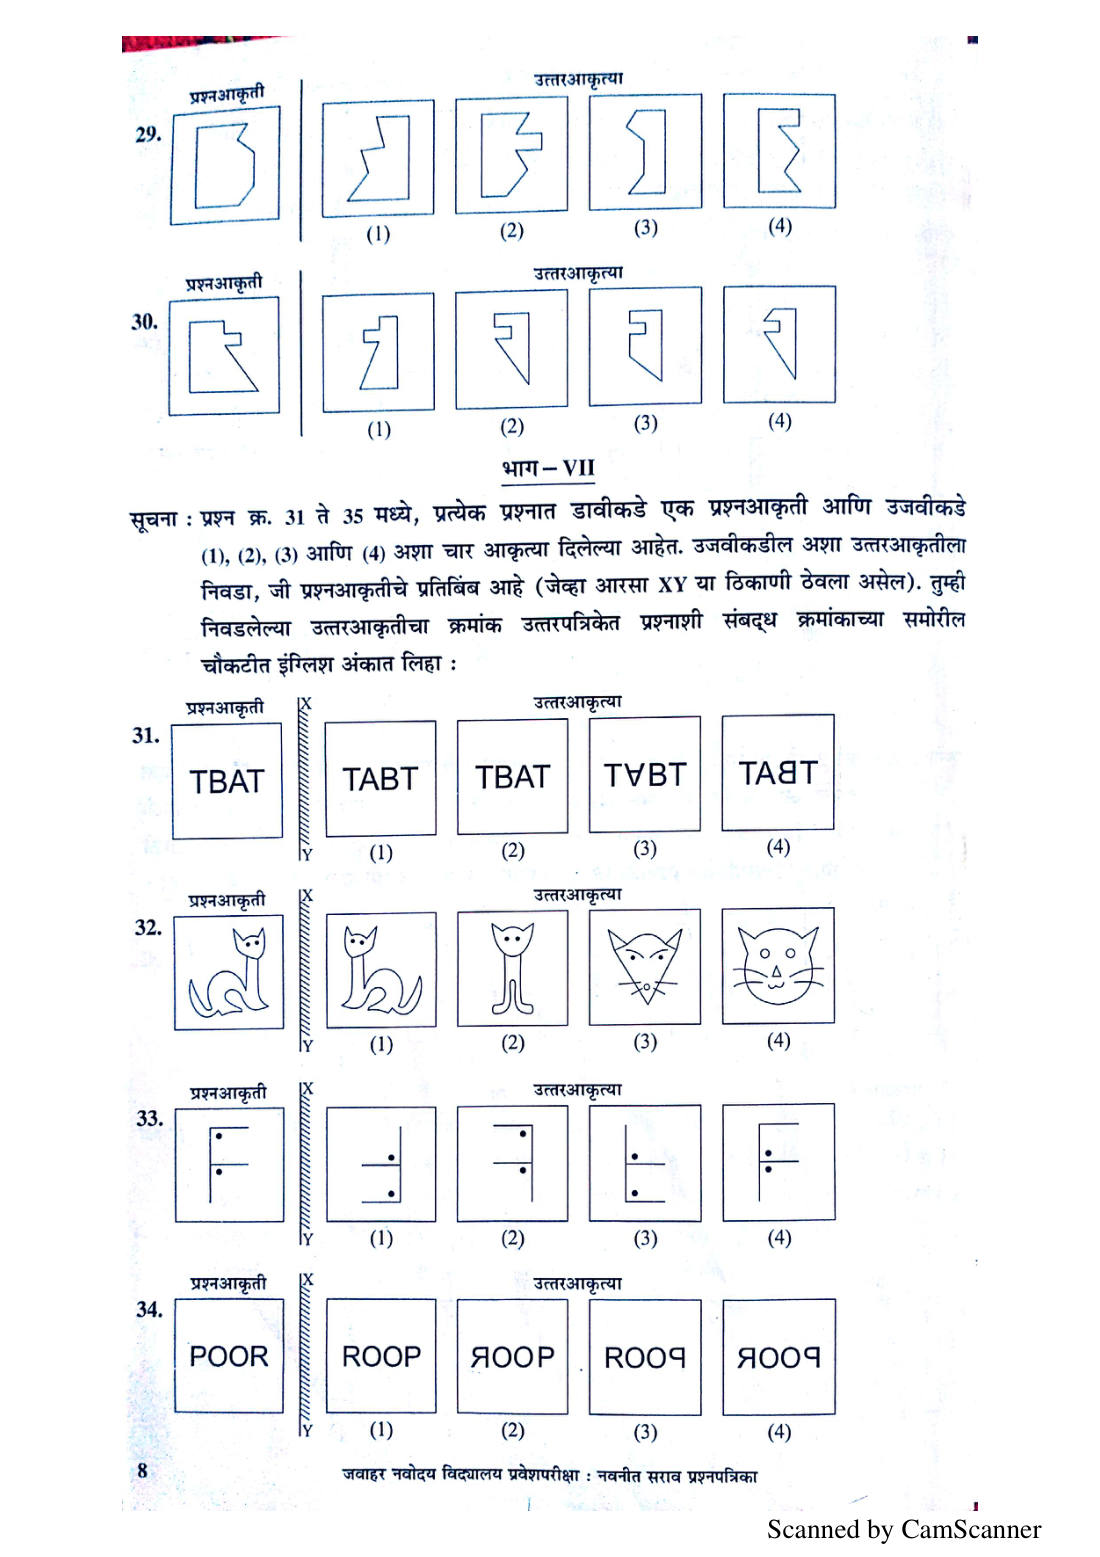 प्रश्नआकृती उत्तरआकृत्या
29.
(1) (2) (3) (4)
प्रश्नआकृती उत्तरआकृत्या
30.
(1) (2) (3) (4)
भाग – VII
सूचना : प्रश्न क्र. 31 ते 35 मध्ये, प्रत्येक प्रश्नात डावीकडे एक प्रश्नआकृती आणि उजवीकडे
(1), (2), (3) आणि (4) अशा चार आकृत्या दिलेल्या आहेत. उजवीकडील अशा उत्तरआकृतीला
निवडा, जी प्रश्नआकृतीचे प्रतिबिंब आहे (जेव्हा आरसा XY या ठिकाणी ठेवला असेल). तुम्ही
निवडलेल्या उत्तरआकृतीचा क्रमांक उत्तरपत्रिकेत प्रश्नाशी संबद्ध क्रमांकाच्या समोरील
चौकटीत इंग्लिश अंकात लिहा :
प्रश्नआकृती X उत्तरआकृत्या
31.
TBAT TABT TBAT T∀BT TAᗺT
Y (1) (2) (3) (4)
प्रश्नआकृती X उत्तरआकृत्या
32.
Y (1) (2) (3) (4)
प्रश्नआकृती X उत्तरआकृत्या
33.
Y (1) (2) (3) (4)
प्रश्नआकृती X उत्तरआकृत्या
34.
POOR ROOP ЯOOP ROOꟼ ЯOOꟼ
Y (1) (2) (3) (4)
8 जवाहर नवोदय विद्यालय प्रवेशपरीक्षा : नवनीत सराव प्रश्नपत्रिका
Scanned by CamScanner